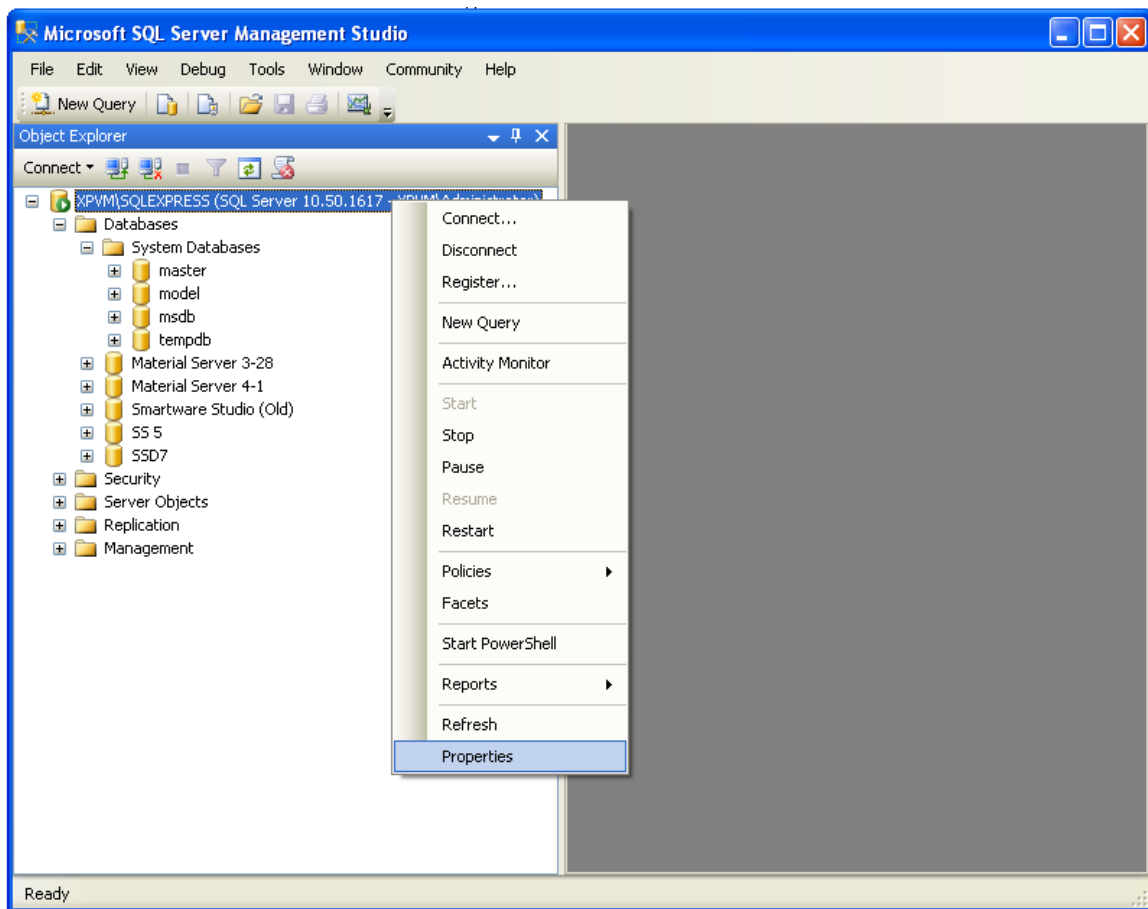 Microsoft SQL Server Management Studio
File Edit View Debug Tools Window Community Help
New Query
Object Explorer
Connect
XPVM\SQLEXPRESS (SQL Server 10.50.1617 - XPVM\Administrator)
Databases
System Databases
master
model
msdb
tempdb
Material Server 3-28
Material Server 4-1
Smartware Studio (Old)
SS 5
SSD7
Security
Server Objects
Replication
Management
Connect...
Disconnect
Register...
New Query
Activity Monitor
Start
Stop
Pause
Resume
Restart
Policies
Facets
Start PowerShell
Reports
Refresh
Properties
Ready